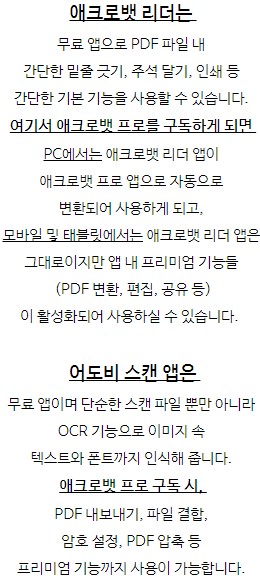 애크로뱃 리더는
무료 앱으로 PDF 파일 내
간단한 밑줄 긋기, 주석 달기, 인쇄 등
간단한 기본 기능을 사용할 수 있습니다.
여기서 애크로뱃 프로를 구독하게 되면
PC에서는 애크로뱃 리더 앱이
애크로뱃 프로 앱으로 자동으로
변환되어 사용하게 되고,
모바일 및 태블릿에서는 애크로뱃 리더 앱은
그대로이지만 앱 내 프리미엄 기능들
(PDF 변환, 편집, 공유 등)
이 활성화되어 사용하실 수 있습니다.
어도비 스캔 앱은
무료 앱이며 단순한 스캔 파일 뿐만 아니라
OCR 기능으로 이미지 속
텍스트와 폰트까지 인식해 줍니다.
애크로뱃 프로 구독 시,
PDF 내보내기, 파일 결합,
암호 설정, PDF 압축 등
프리미엄 기능까지 사용이 가능합니다.